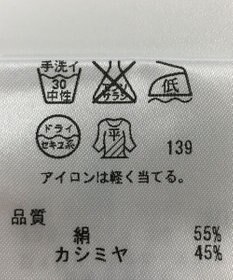 手洗イ
30
中性
エンソ
サラシ
低
ドライ
セキユ系
平
139
アイロンは軽く当てる。
品質
絹 55%
カシミヤ 45%